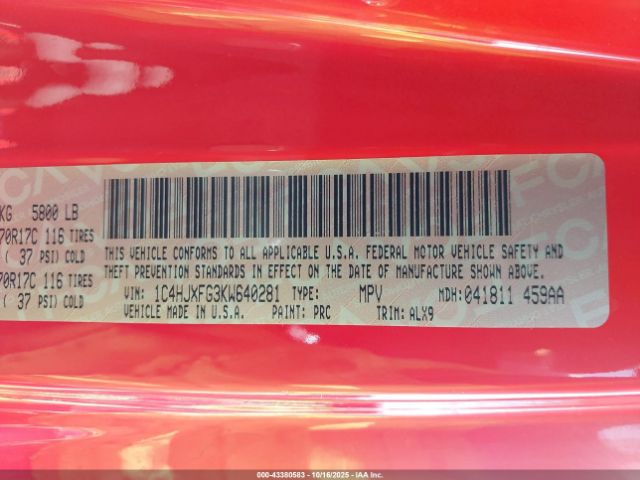 KG 5800 LB
70R17C 116 TIRES
( 37 PSI) COLD
70R17C 116 TIRES
( 37 PSI) COLD
THIS VEHICLE CONFORMS TO ALL APPLICABLE U.S.A. FEDERAL MOTOR VEHICLE SAFETY AND
THEFT PREVENTION STANDARDS IN EFFECT ON THE DATE OF MANUFACTURE SHOWN ABOVE.
VIN: 1C4HJXFG3KW640281 TYPE: MPV MDH:041811 459AA
VEHICLE MADE IN U.S.A. PAINT: PRC TRIM: ALX9
000-43380583 - 10/16/2025 - IAA Inc.